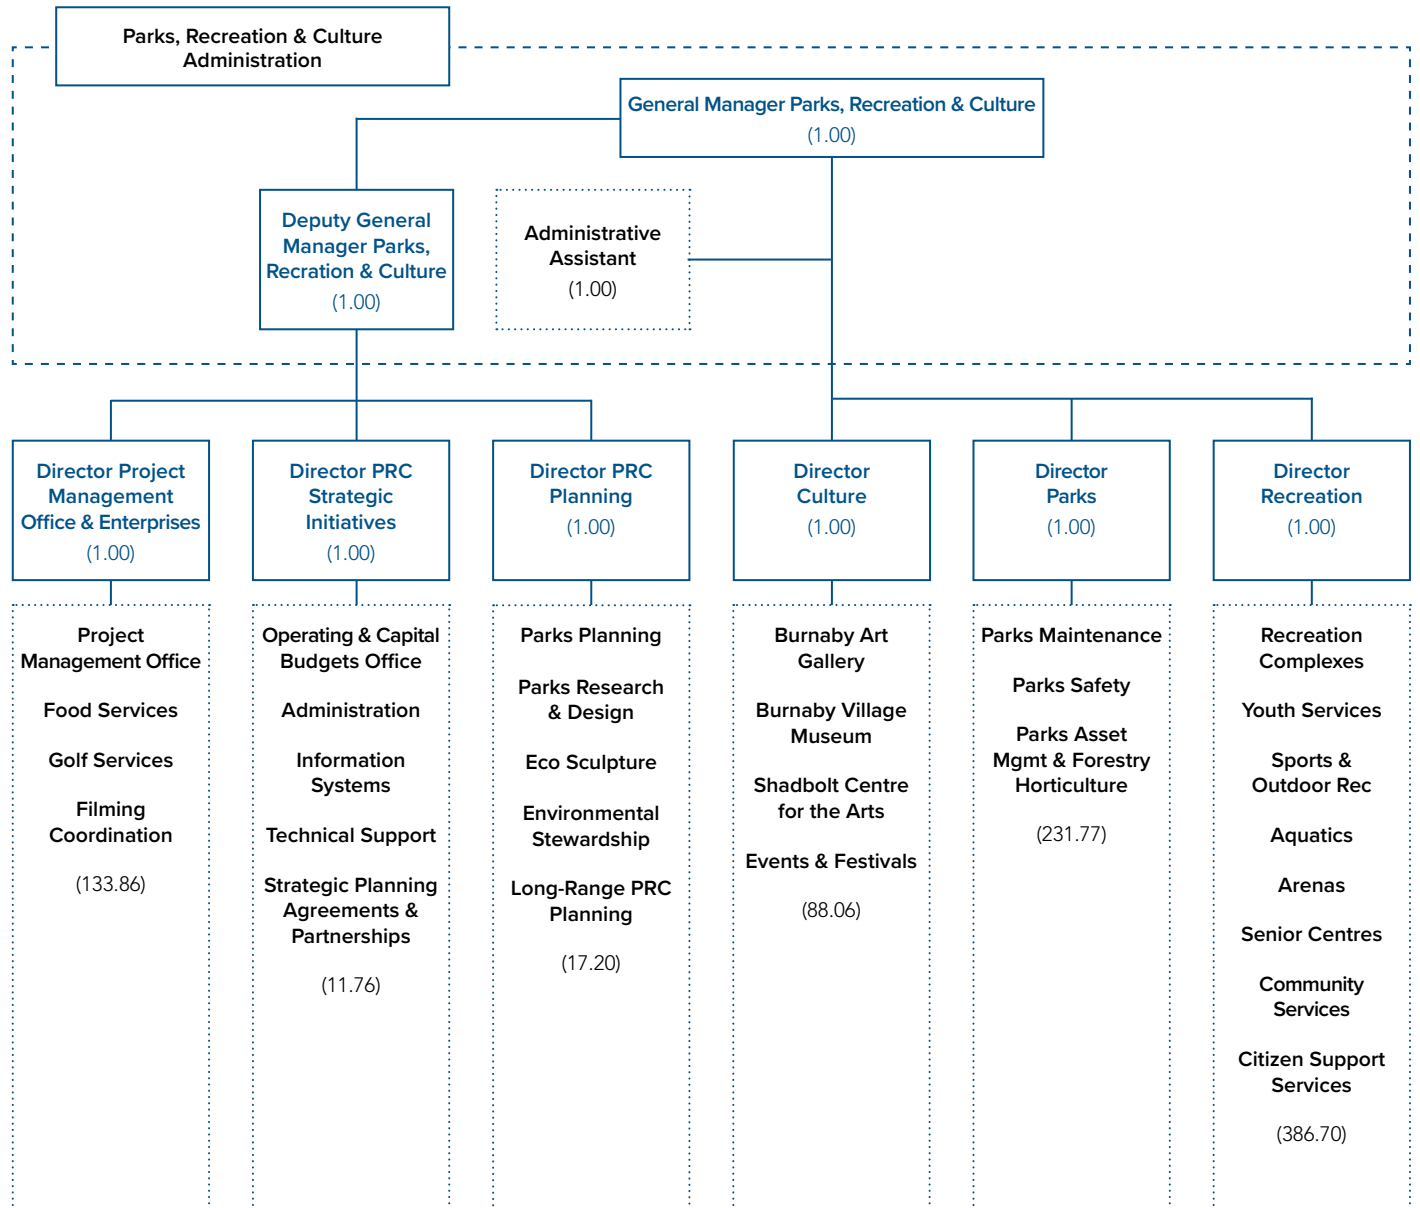 Parks, Recreation & Culture
Administration
General Manager Parks, Recreation & Culture
(1.00)
Deputy General
Manager Parks,
Recration & Culture
(1.00)
Administrative
Assistant
(1.00)
Director Project
Management
Office & Enterprises
(1.00)
Director PRC
Strategic
Initiatives
(1.00)
Director PRC
Planning
(1.00)
Director
Culture
(1.00)
Director
Parks
(1.00)
Director
Recreation
(1.00)
Project
Management Office
Food Services
Golf Services
Filming
Coordination
(133.86)
Operating & Capital
Budgets Office
Administration
Information
Systems
Technical Support
Strategic Planning
Agreements &
Partnerships
(11.76)
Parks Planning
Parks Research
& Design
Eco Sculpture
Environmental
Stewardship
Long-Range PRC
Planning
(17.20)
Burnaby Art
Gallery
Burnaby Village
Museum
Shadbolt Centre
for the Arts
Events & Festivals
(88.06)
Parks Maintenance
Parks Safety
Parks Asset
Mgmt & Forestry
Horticulture
(231.77)
Recreation
Complexes
Youth Services
Sports &
Outdoor Rec
Aquatics
Arenas
Senior Centres
Community
Services
Citizen Support
Services
(386.70)